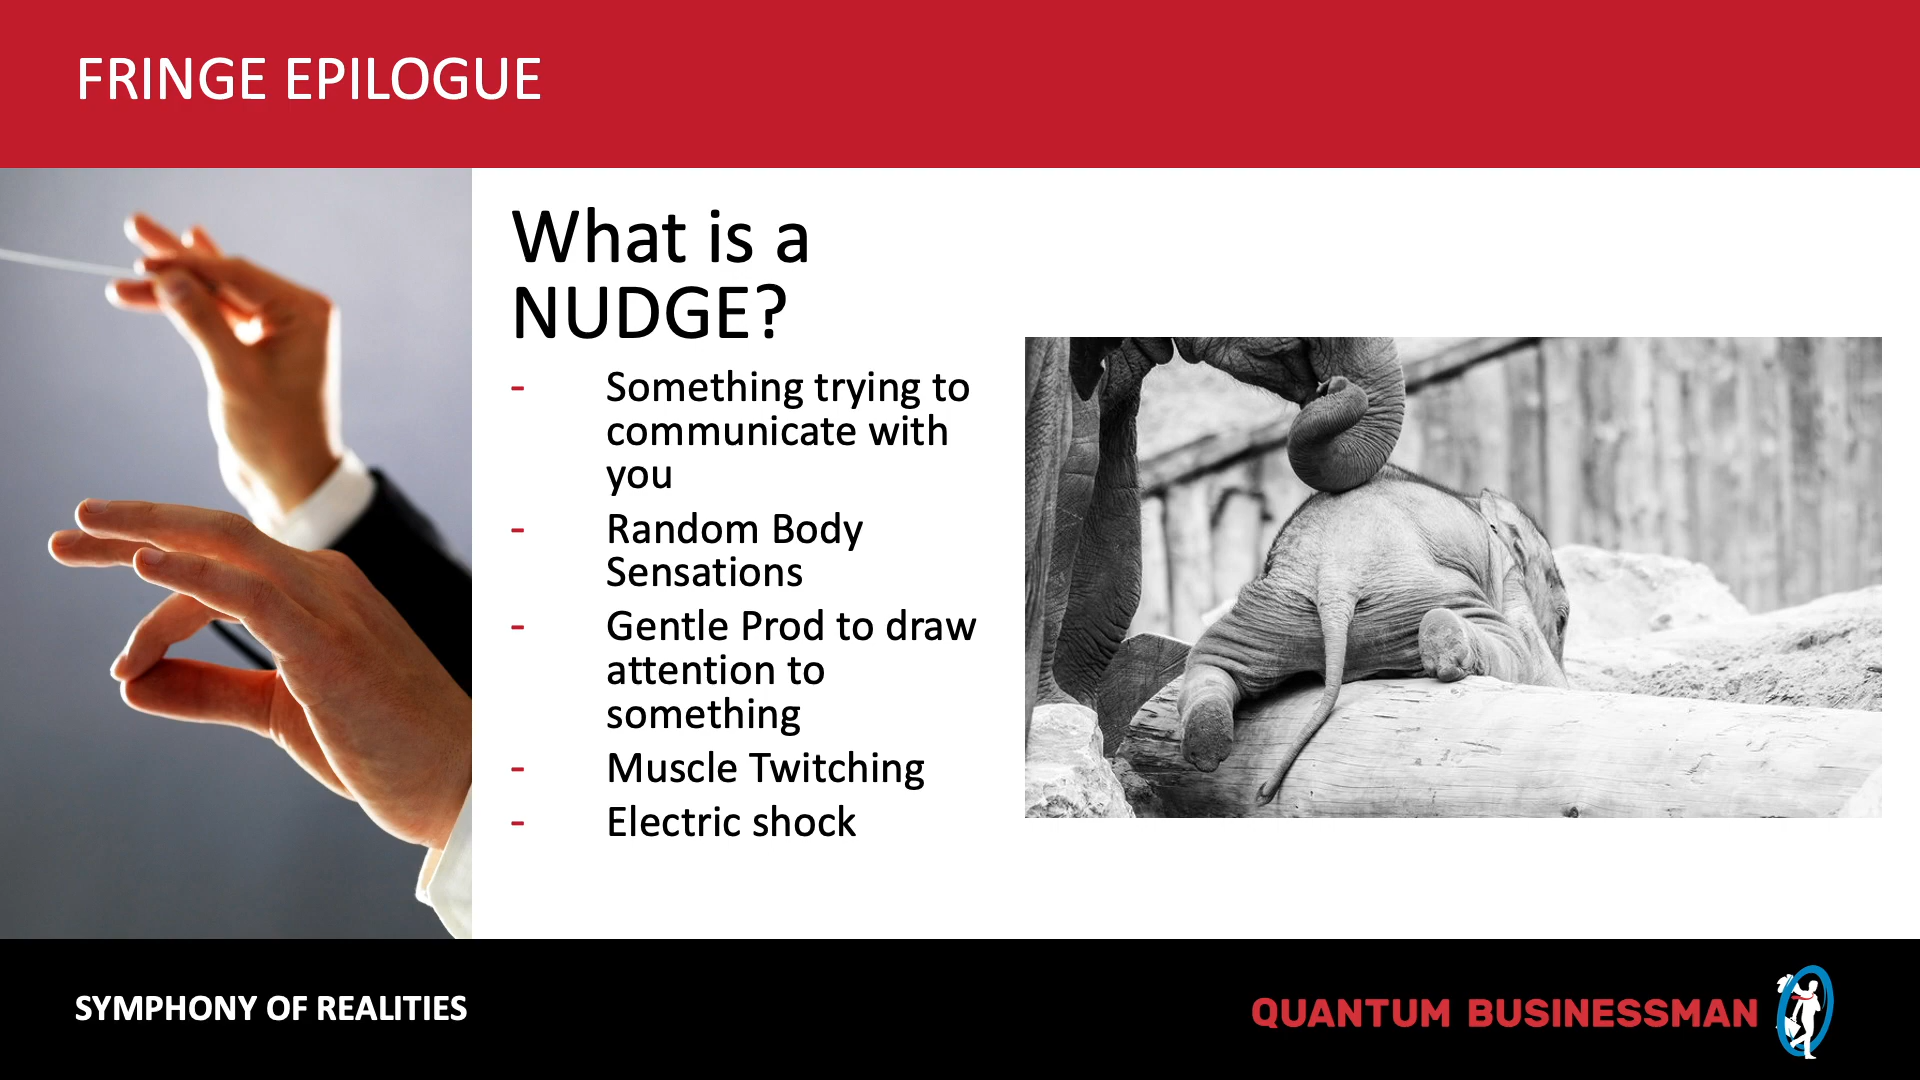 FRINGE EPILOGUE
What is a
NUDGE?
- Something trying to
communicate with
you
- Random Body
Sensations
- Gentle Prod to draw
attention to
something
- Muscle Twitching
- Electric shock
SYMPHONY OF REALITIES
QUANTUM BUSINESSMAN